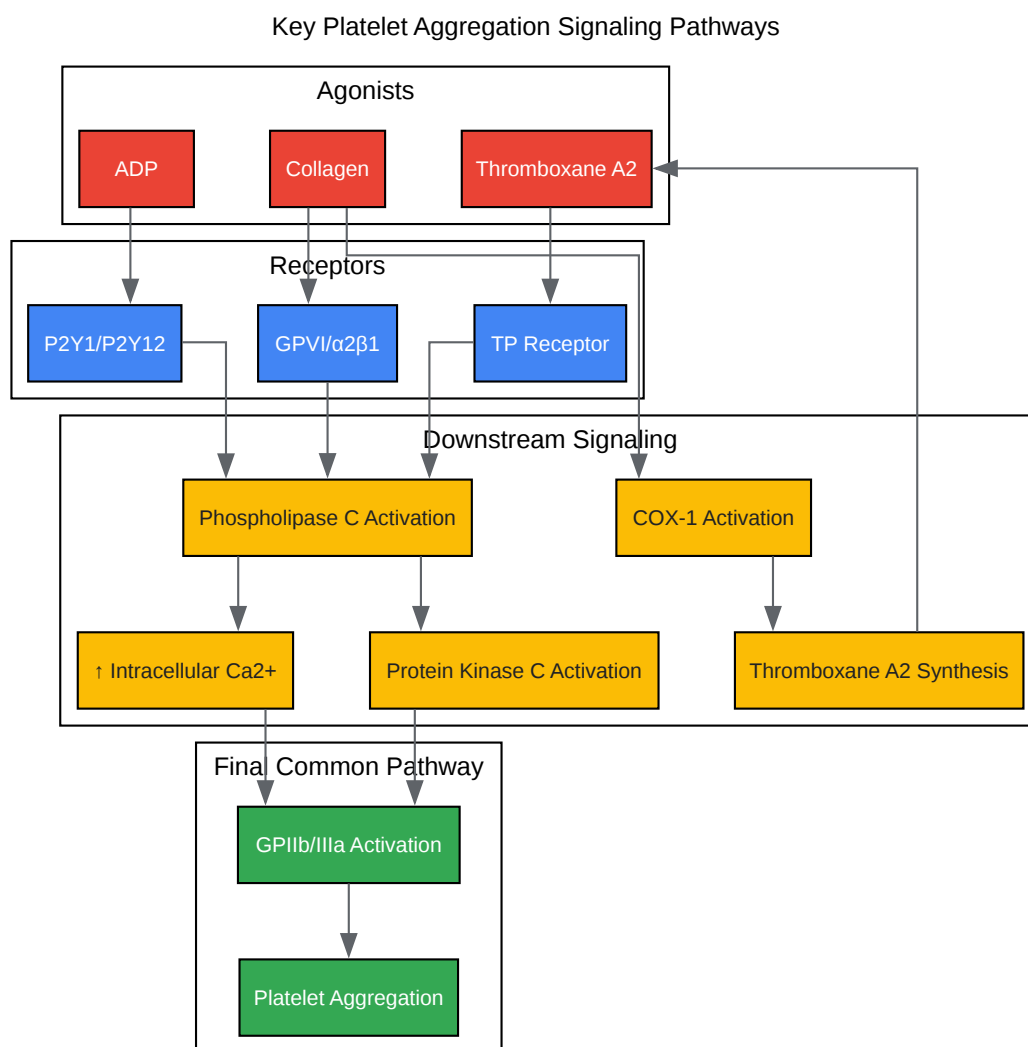 Key Platelet Aggregation Signaling Pathways
Agonists
ADP
Collagen
Thromboxane A2
Receptors
P2Y1/P2Y12
GPVI/α2β1
TP Receptor
Downstream Signaling
Phospholipase C Activation
COX-1 Activation
↑ Intracellular Ca2+
Protein Kinase C Activation
Thromboxane A2 Synthesis
Final Common Pathway
GPIIb/IIIa Activation
Platelet Aggregation